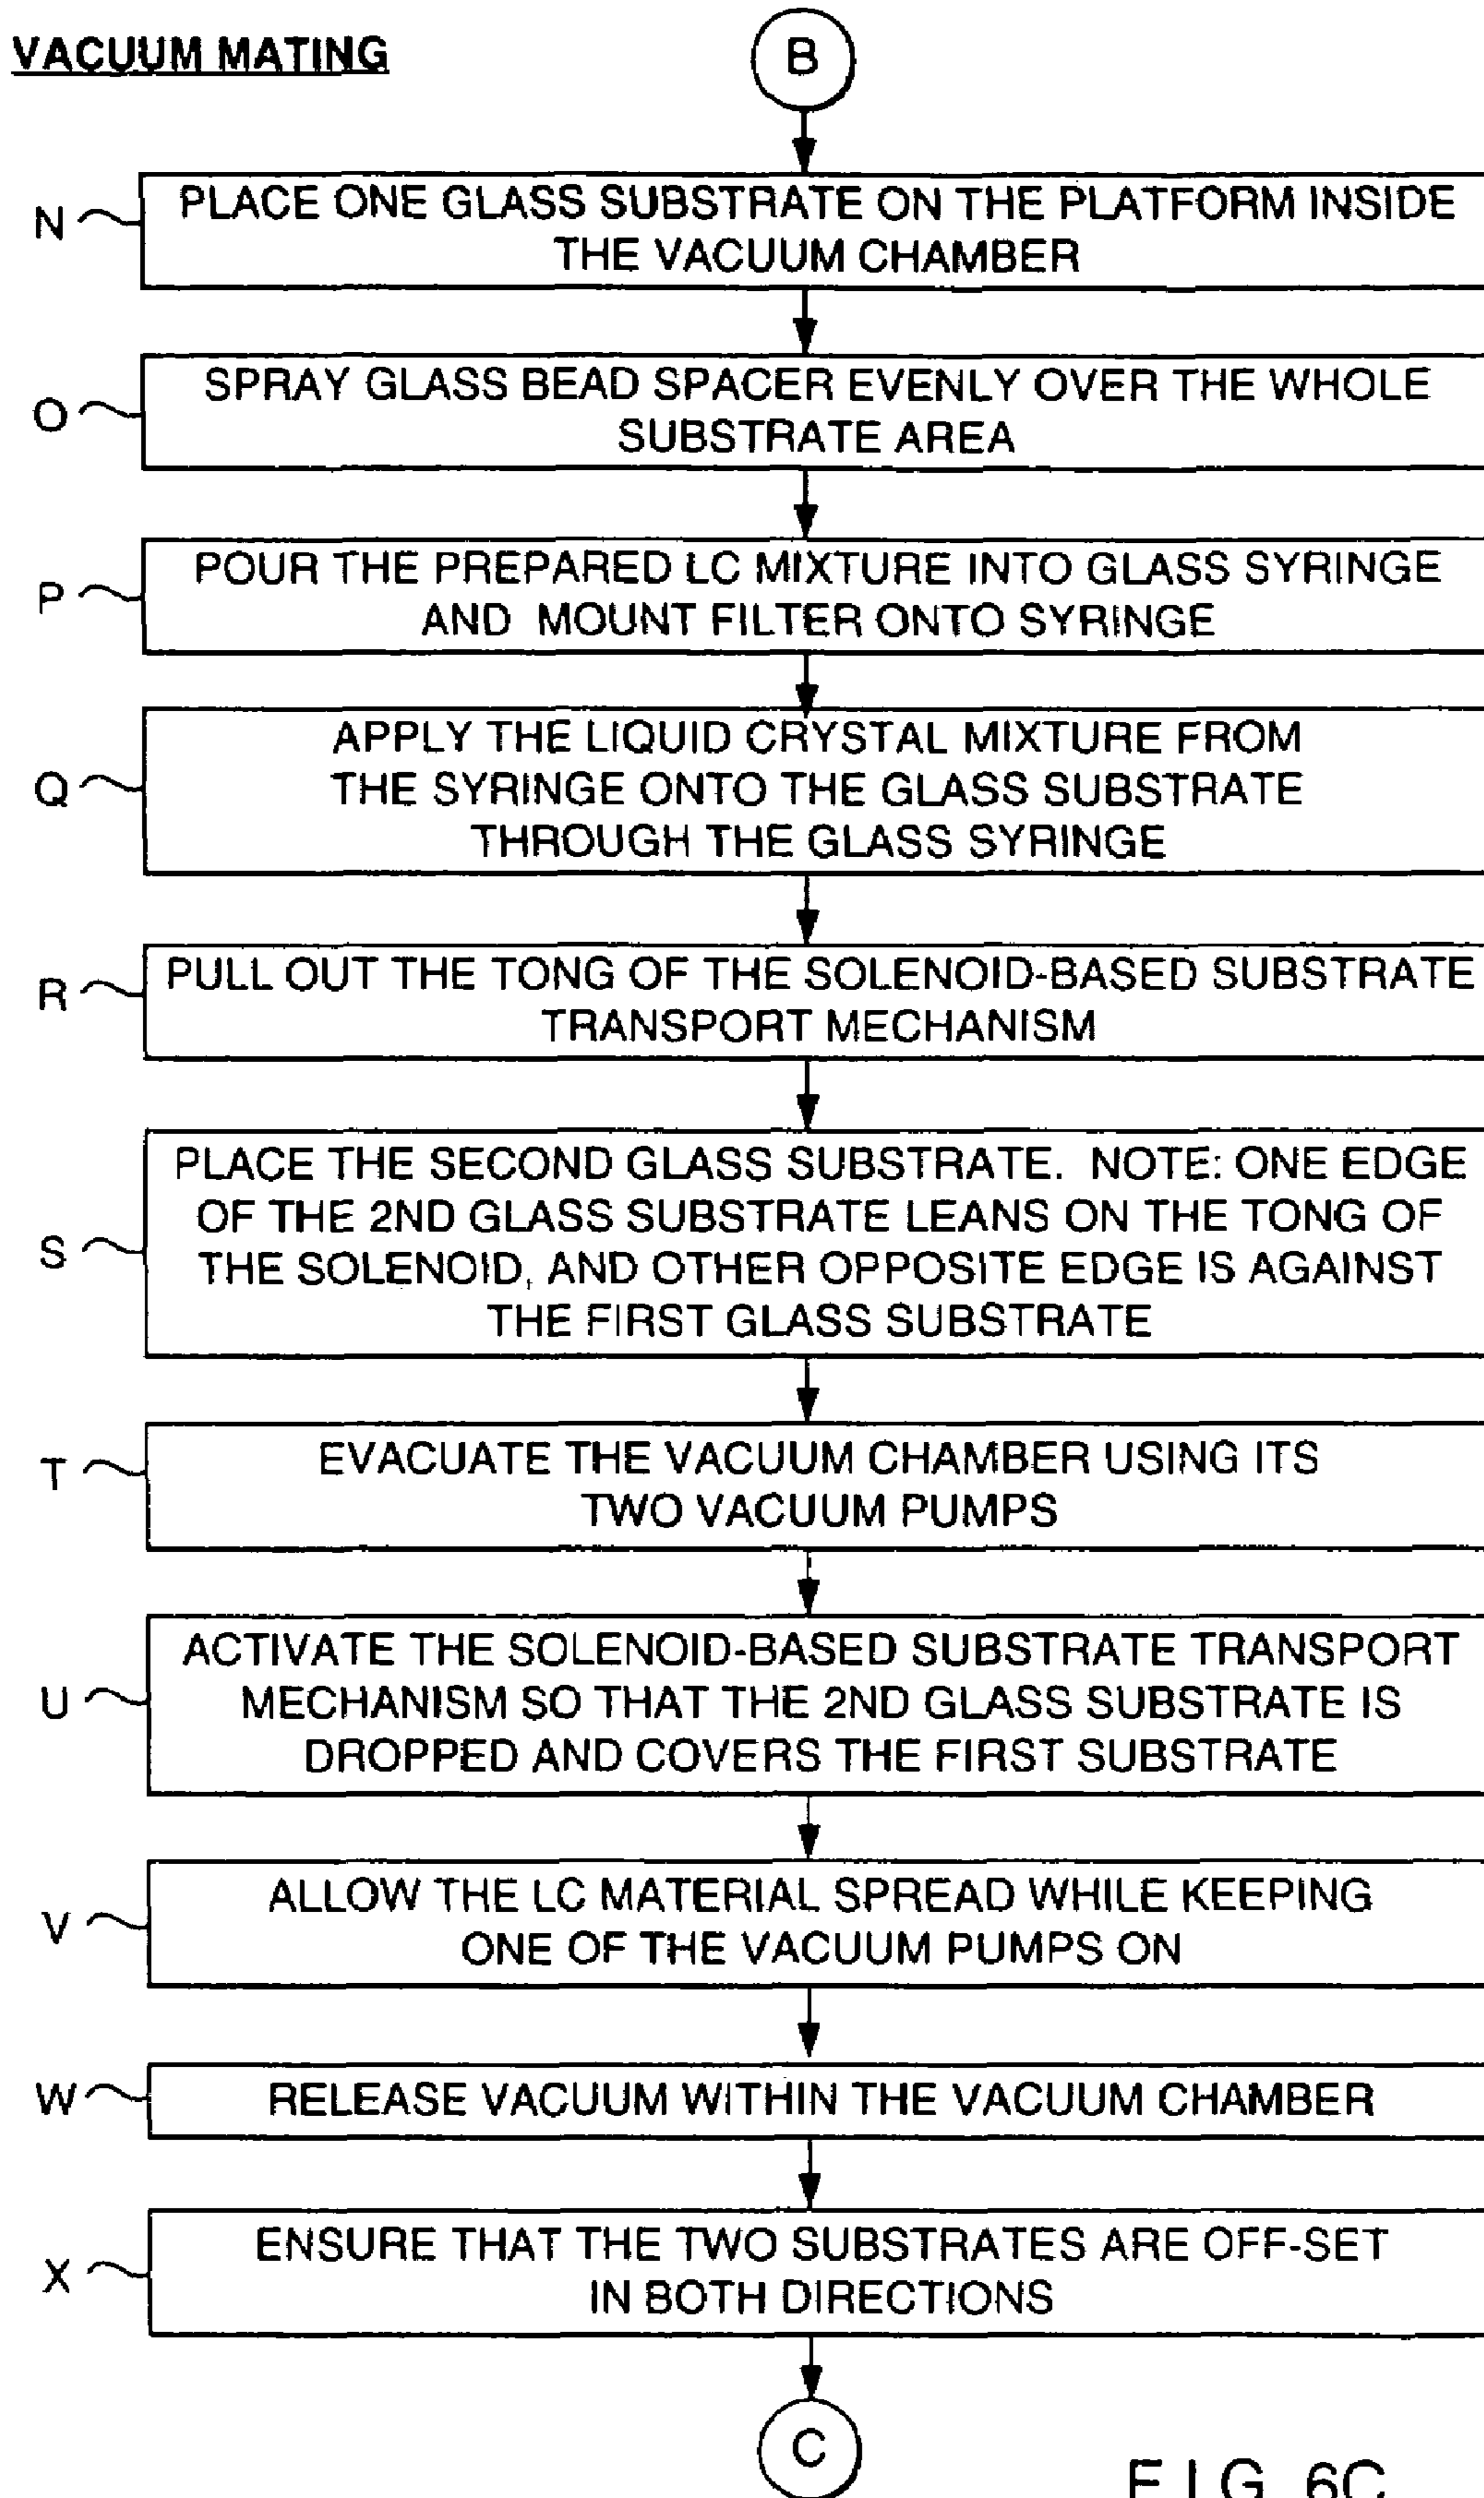 VACUUM MATING
B
N
PLACE ONE GLASS SUBSTRATE ON THE PLATFORM INSIDE
THE VACUUM CHAMBER
O
SPRAY GLASS BEAD SPACER EVENLY OVER THE WHOLE
SUBSTRATE AREA
P
POUR THE PREPARED LC MIXTURE INTO GLASS SYRINGE
AND MOUNT FILTER ONTO SYRINGE
Q
APPLY THE LIQUID CRYSTAL MIXTURE FROM
THE SYRINGE ONTO THE GLASS SUBSTRATE
THROUGH THE GLASS SYRINGE
R
PULL OUT THE TONG OF THE SOLENOID-BASED SUBSTRATE
TRANSPORT MECHANISM
S
PLACE THE SECOND GLASS SUBSTRATE. NOTE: ONE EDGE
OF THE 2ND GLASS SUBSTRATE LEANS ON THE TONG OF
THE SOLENOID, AND OTHER OPPOSITE EDGE IS AGAINST
THE FIRST GLASS SUBSTRATE
T
EVACUATE THE VACUUM CHAMBER USING ITS
TWO VACUUM PUMPS
U
ACTIVATE THE SOLENOID-BASED SUBSTRATE TRANSPORT
MECHANISM SO THAT THE 2ND GLASS SUBSTRATE IS
DROPPED AND COVERS THE FIRST SUBSTRATE
V
ALLOW THE LC MATERIAL SPREAD WHILE KEEPING
ONE OF THE VACUUM PUMPS ON
W
RELEASE VACUUM WITHIN THE VACUUM CHAMBER
X
ENSURE THAT THE TWO SUBSTRATES ARE OFF-SET
IN BOTH DIRECTIONS
C
FIG. 6C